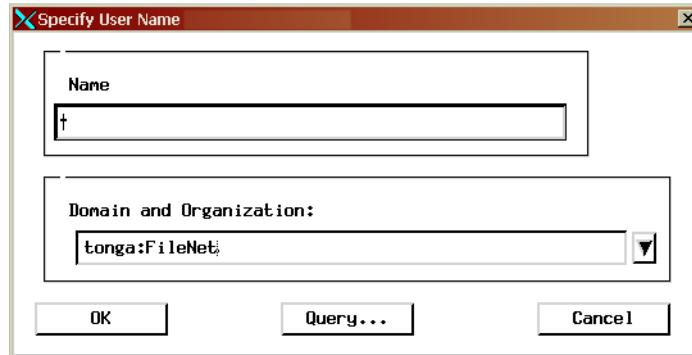 Specify User Name
Name
Domain and Organization:
tonga:FileNet
OK
Query...
Cancel